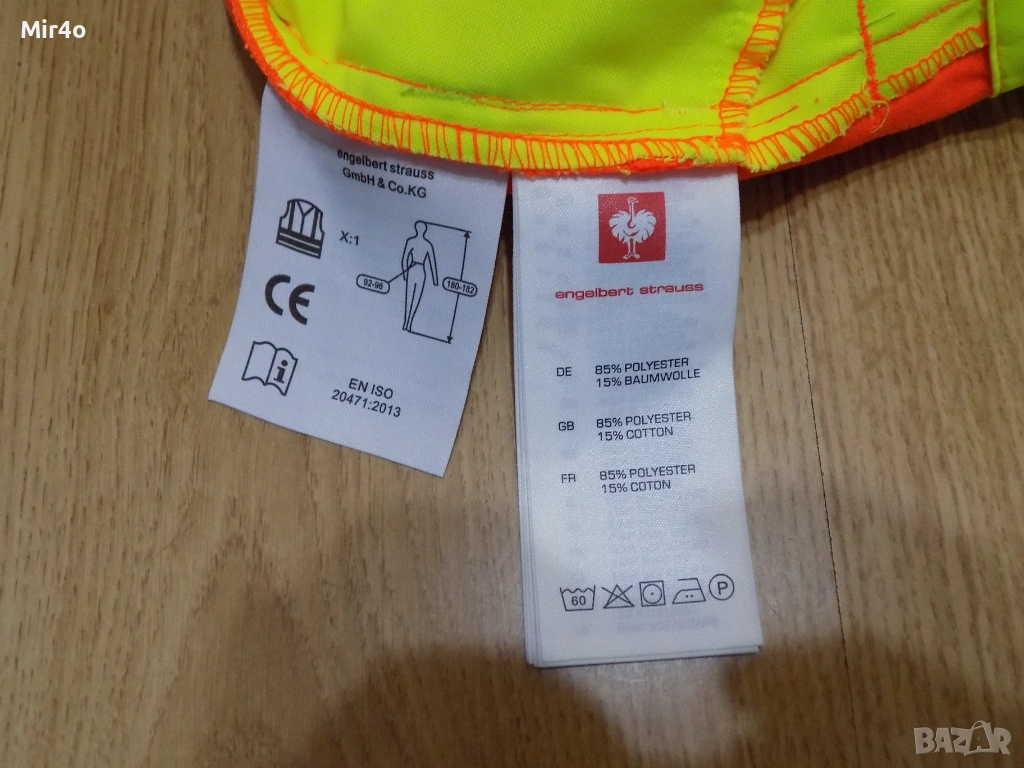 Mir4o
engelbert strauss
GmbH & Co.KG
X:1
92-96
180-182
CE
EN ISO
20471:2013
engelbert strauss
DE 85% POLYESTER
15% BAUMWOLLE
GB 85% POLYESTER
15% COTTON
FR 85% POLYESTER
15% COTON
60
P
BAZAR